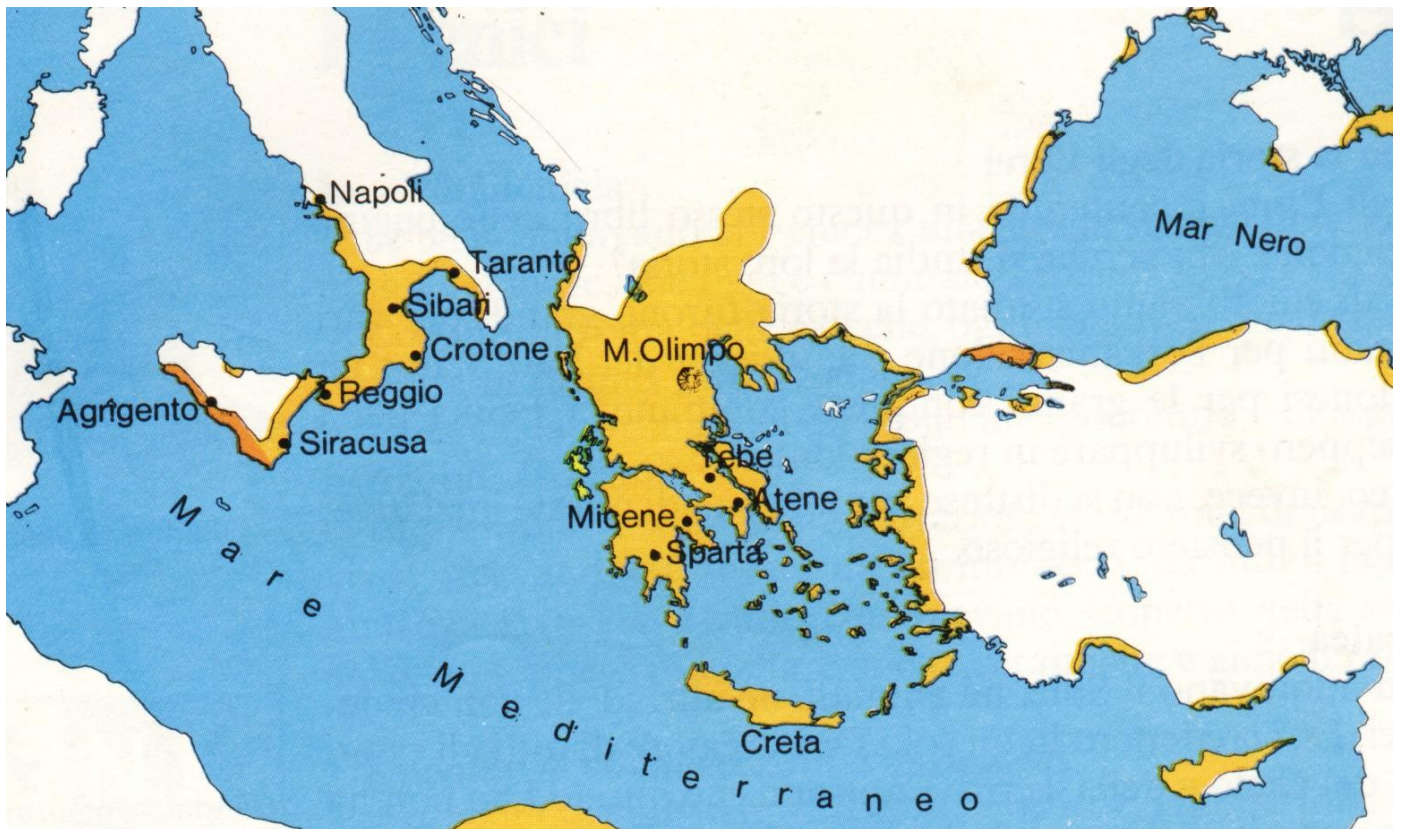 Napoli
Mar Nero
Taranto
Sibari
M.Olimpo
Crotone
Reggio
Agrigento
Siracusa
Tebe
Atene
Micene
Sparta
Mare
Mediterraneo
Creta